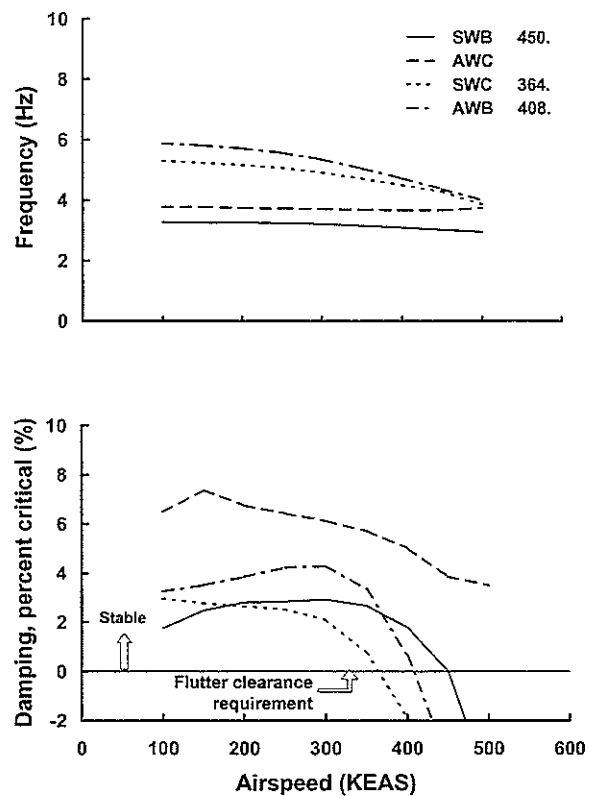 10
8
6
4
2
0
Frequency (Hz)
SWB 450.
AWC
SWC 364.
AWB 408.
10
8
6
4
2
0
-2
Damping, percent critical (%)
Stable
Flutter clearance
requirement
0 100 200 300 400 500 600
Airspeed (KEAS)